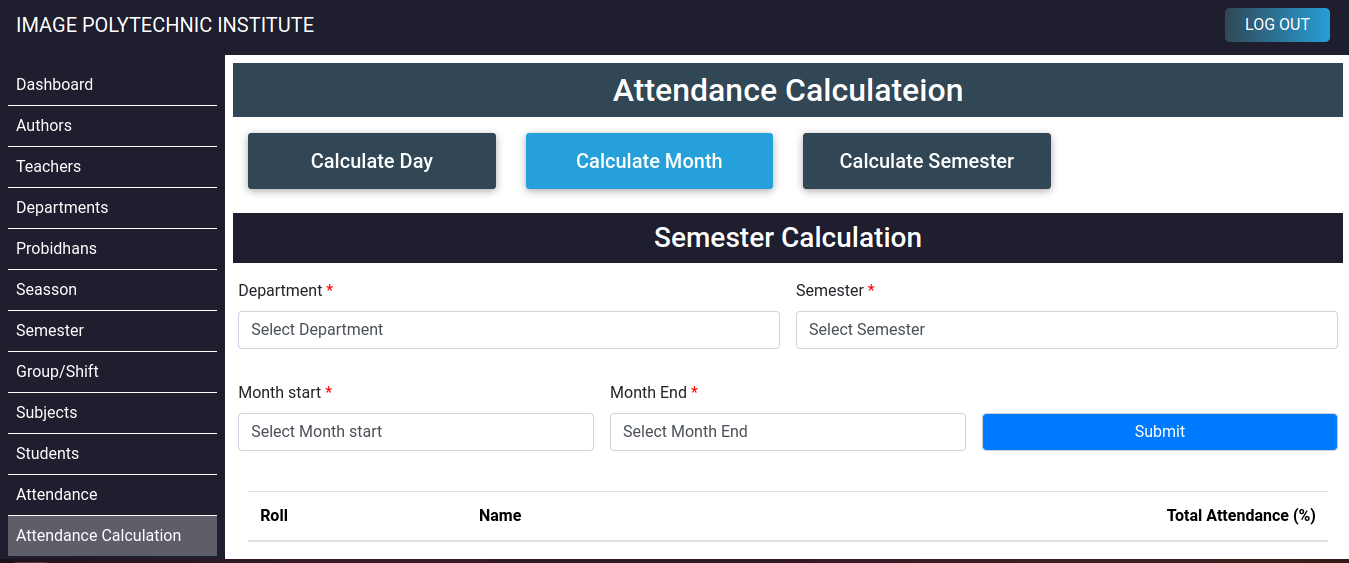 IMAGE POLYTECHNIC INSTITUTE
LOG OUT
Dashboard
Authors
Teachers
Departments
Probidhans
Seasson
Semester
Group/Shift
Subjects
Students
Attendance
Attendance Calculation
Attendance Calculateion
Calculate Day
Calculate Month
Calculate Semester
Semester Calculation
Department *
Semester *
Select Department
Select Semester
Month start *
Month End *
Select Month start
Select Month End
Submit
Roll
Name
Total Attendance (%)